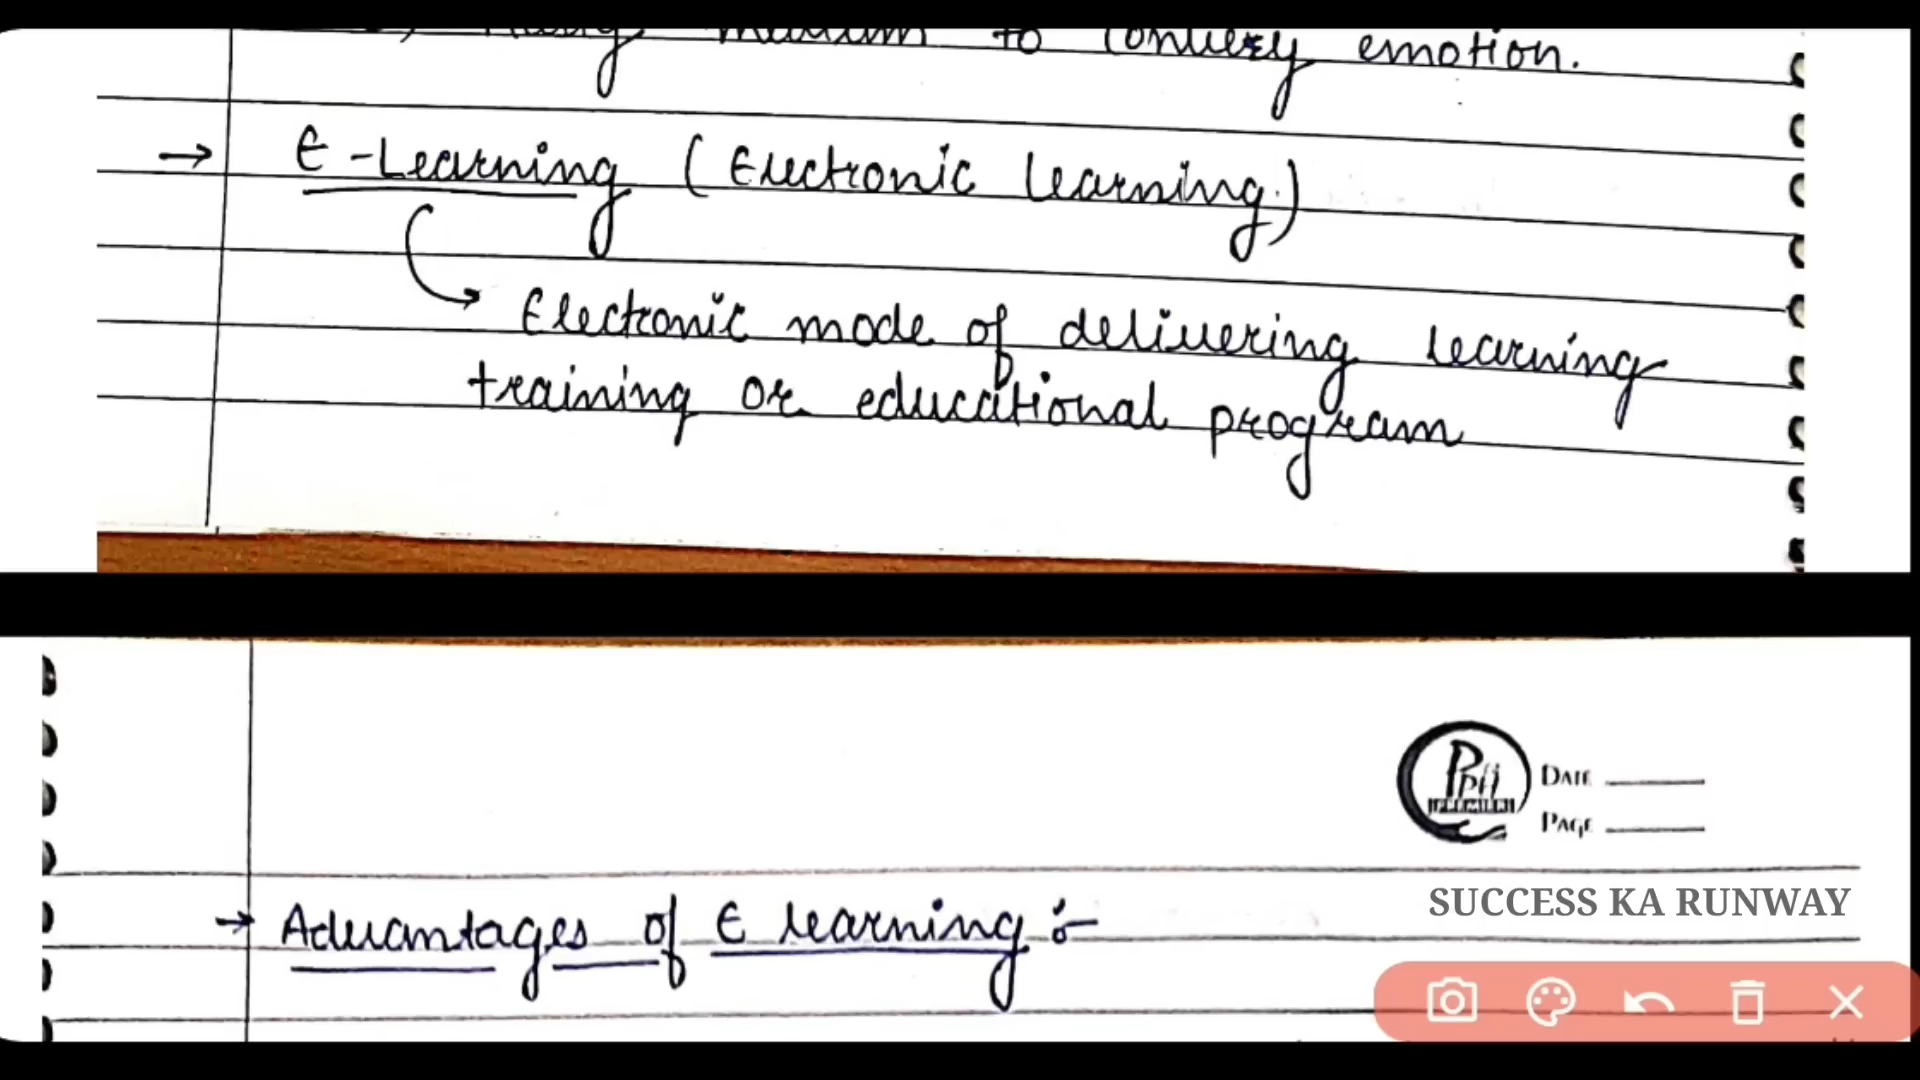 medium to convey emotion.
→ E-Learning (Electronic learning.)
Electronic mode of delivering learning
training or educational program
DATE
PAGE
→ Advantages of E learning :-
SUCCESS KA RUNWAY